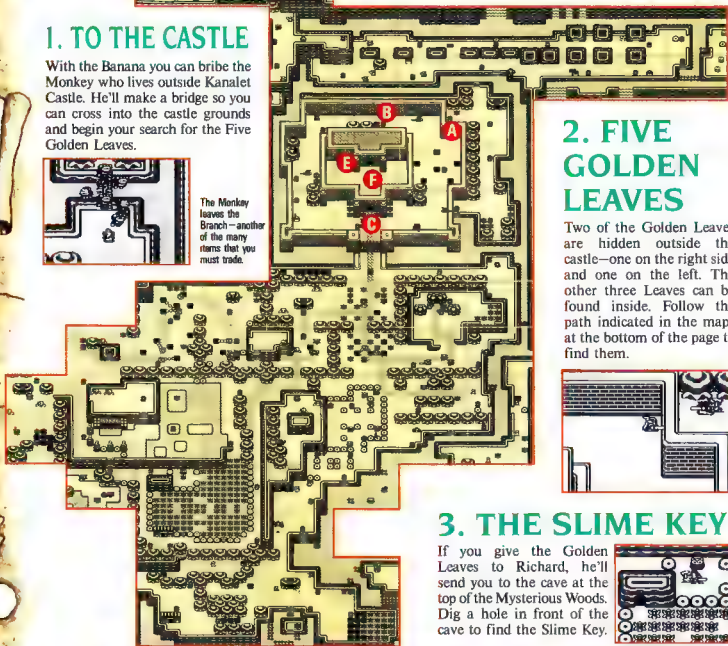 1. TO THE CASTLE
With the Banana you can bribe the
Monkey who lives outside Kanalet
Castle. He'll make a bridge so you
can cross into the castle grounds
and begin your search for the Five
Golden Leaves.
The Monkey
leaves the
Branch—another
of the many
items that you
must trade.
B
A
E
F
C
2. FIVE
GOLDEN
LEAVES
Two of the Golden Leave
are hidden outside th
castle—one on the right sid
and one on the left. Th
other three Leaves can b
found inside. Follow th
path indicated in the map
at the bottom of the page t
find them.
3. THE SLIME KEY
If you give the Golden
Leaves to Richard, he'll
send you to the cave at the
top of the Mysterious Woods.
Dig a hole in front of the
cave to find the Slime Key.